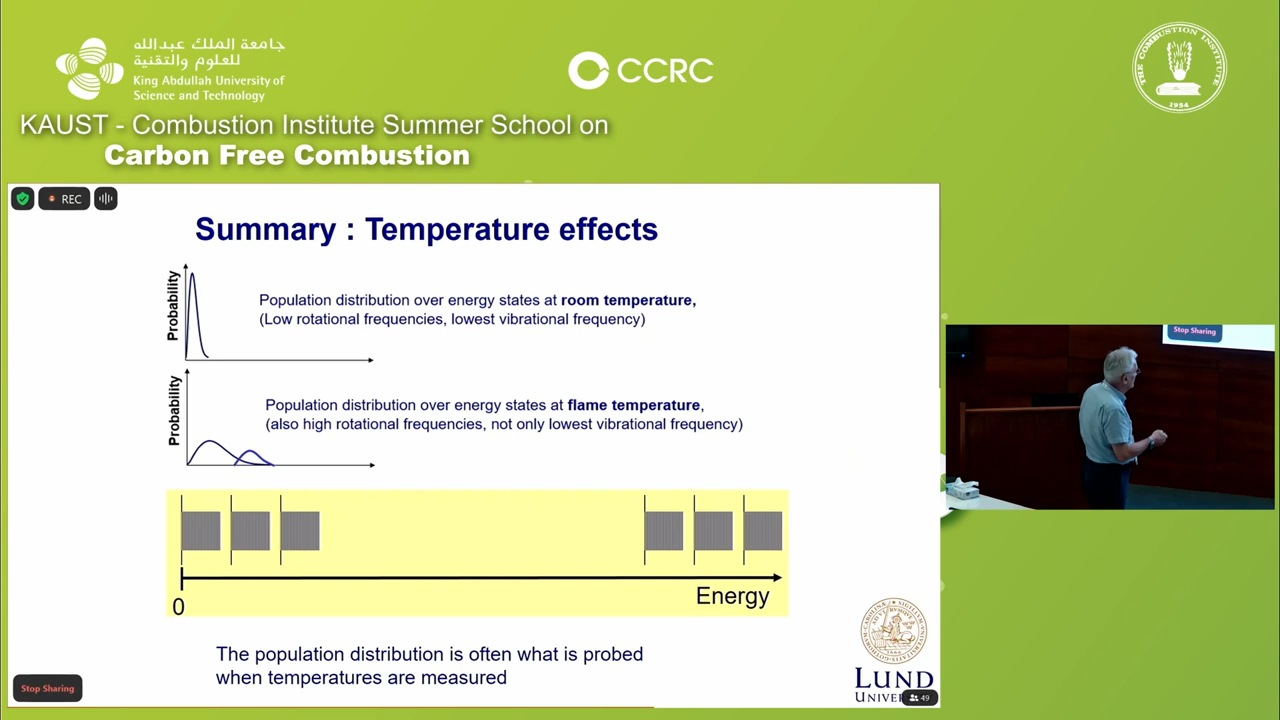 جامعة الملك عبدالله
للعلوم والتقنية
King Abdullah University of
Science and Technology
CCRC
THE COMBUSTION INSTITUTE
1954
KAUST - Combustion Institute Summer School on
Carbon Free Combustion
REC
Summary : Temperature effects
Probability
Population distribution over energy states at room temperature,
(Low rotational frequencies, lowest vibrational frequency)
Probability
Population distribution over energy states at flame temperature,
(also high rotational frequencies, not only lowest vibrational frequency)
0
Energy
The population distribution is often what is probed
when temperatures are measured
LUND
Stop Sharing
49
Stop Sharing